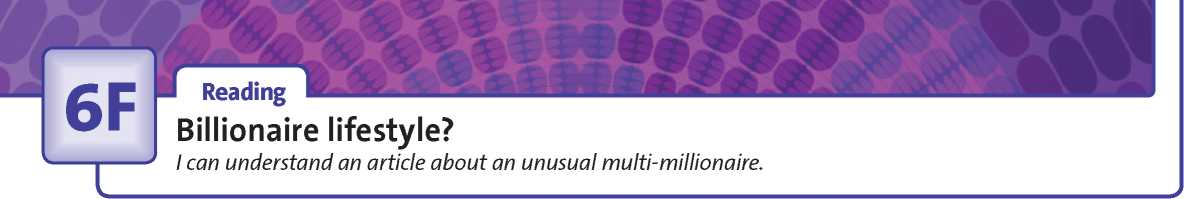 6F
Reading
Billionaire lifestyle?
I can understand an article about an unusual multi-millionaire.